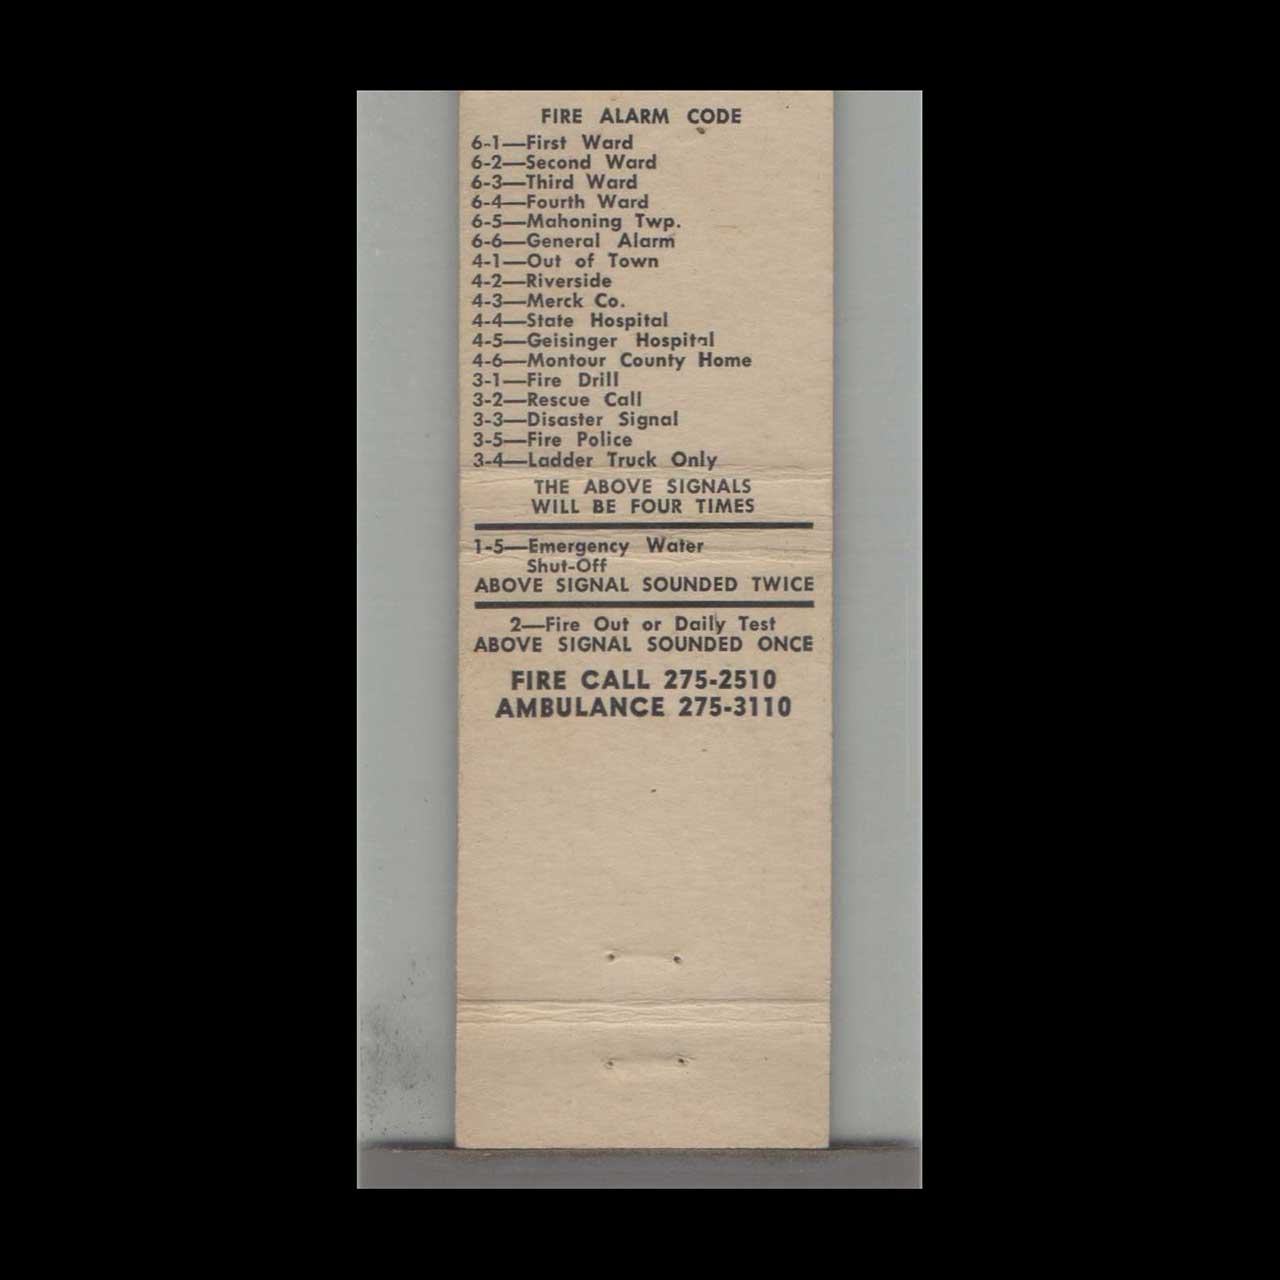 FIRE ALARM CODE
6-1—First Ward
6-2—Second Ward
6-3—Third Ward
6-4—Fourth Ward
6-5—Mahoning Twp.
6-6—General Alarm
4-1—Out of Town
4-2—Riverside
4-3—Merck Co.
4-4—State Hospital
4-5—Geisinger Hospital
4-6—Montour County Home
3-1—Fire Drill
3-2—Rescue Call
3-3—Disaster Signal
3-5—Fire Police
3-4—Ladder Truck Only
THE ABOVE SIGNALS
WILL BE FOUR TIMES
1-5—Emergency Water
Shut-Off
ABOVE SIGNAL SOUNDED TWICE
2—Fire Out or Daily Test
ABOVE SIGNAL SOUNDED ONCE
FIRE CALL 275-2510
AMBULANCE 275-3110